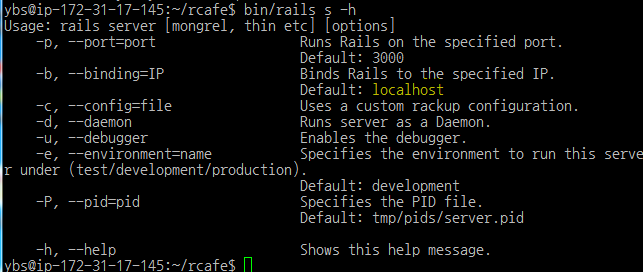 ybs@ip-172-31-17-145:~/rcafe$ bin/rails s -h
Usage: rails server [mongrel, thin etc] [options]
    -p, --port=port                  Runs Rails on the specified port.
                                     Default: 3000
    -b, --binding=IP                 Binds Rails to the specified IP.
                                     Default: localhost
    -c, --config=file                Uses a custom rackup configuration.
    -d, --daemon                     Runs server as a Daemon.
    -u, --debugger                   Enables the debugger.
    -e, --environment=name           Specifies the environment to run this serve
r under (test/development/production).
                                     Default: development
    -P, --pid=pid                    Specifies the PID file.
                                     Default: tmp/pids/server.pid
    -h, --help                       Shows this help message.
ybs@ip-172-31-17-145:~/rcafe$